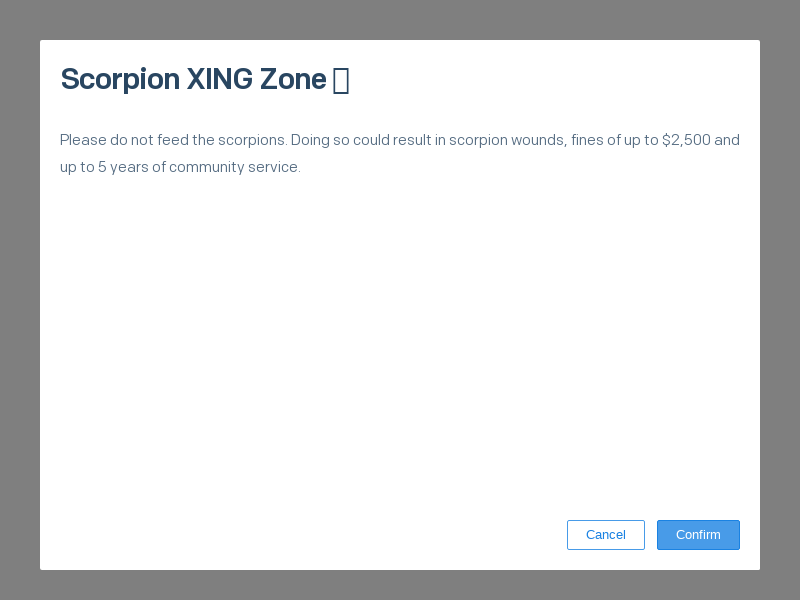 Scorpion XING Zone
Please do not feed the scorpions. Doing so could result in scorpion wounds, fines of up to $2,500 and
up to 5 years of community service.
Cancel
Confirm